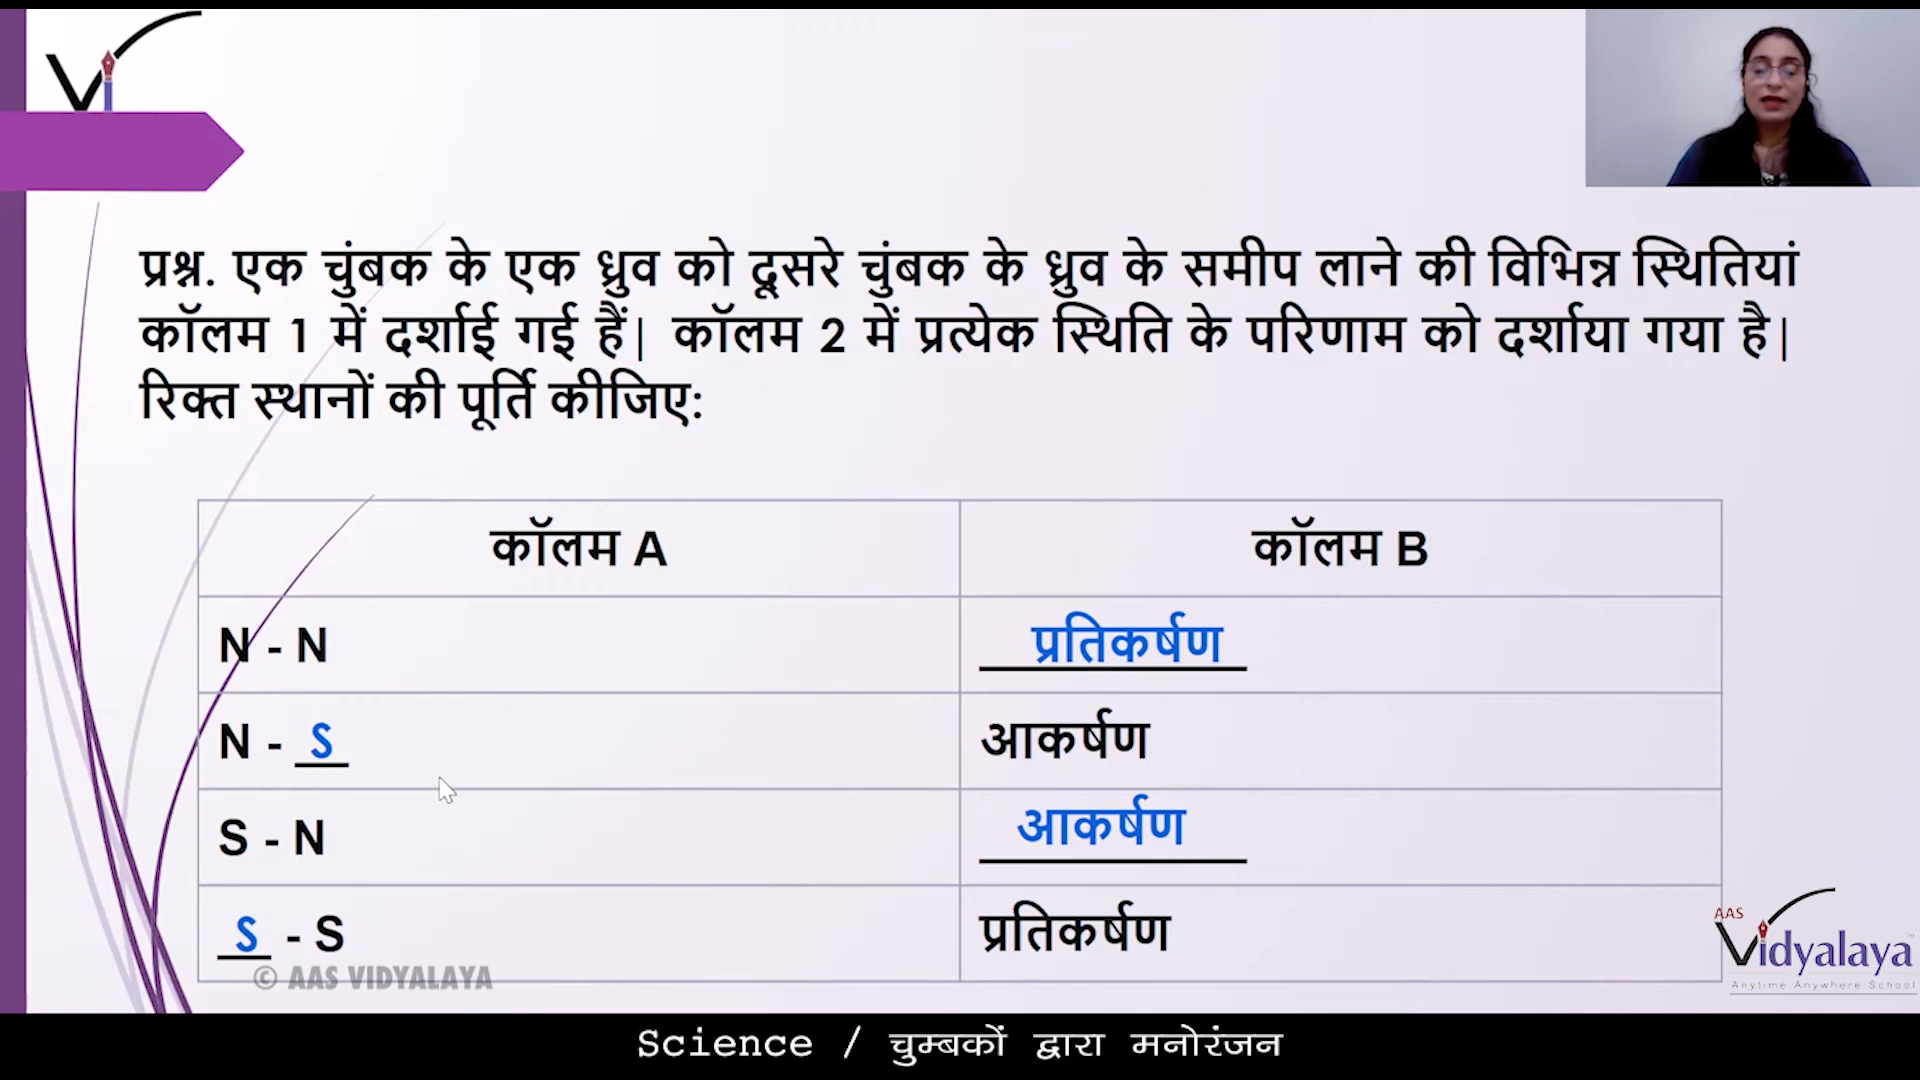 Vi
प्रश्न. एक चुंबक के एक ध्रुव को दूसरे चुंबक के ध्रुव के समीप लाने की विभिन्न स्थितियां
कॉलम 1 में दर्शाई गई हैं| कॉलम 2 में प्रत्येक स्थिति के परिणाम को दर्शाया गया है|
रिक्त स्थानों की पूर्ति कीजिए:
कॉलम A कॉलम B
N - N प्रतिकर्षण
N - S आकर्षण
S - N आकर्षण
S - S प्रतिकर्षण
© AAS VIDYALAYA
AAS
Vidyalaya
Anytime Anywhere School
Science / चुम्बकों द्वारा मनोरंजन